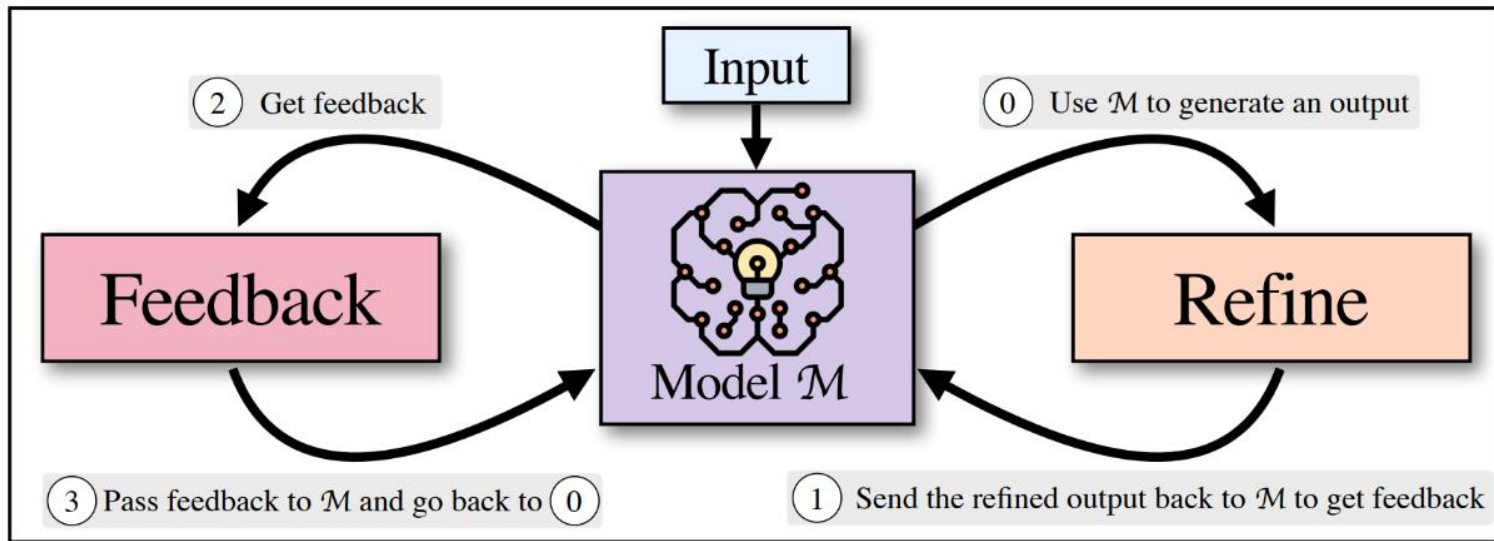 Input
2 Get feedback
0 Use ℳ to generate an output
Feedback
Model ℳ
Refine
3 Pass feedback to ℳ and go back to 0
1 Send the refined output back to ℳ to get feedback